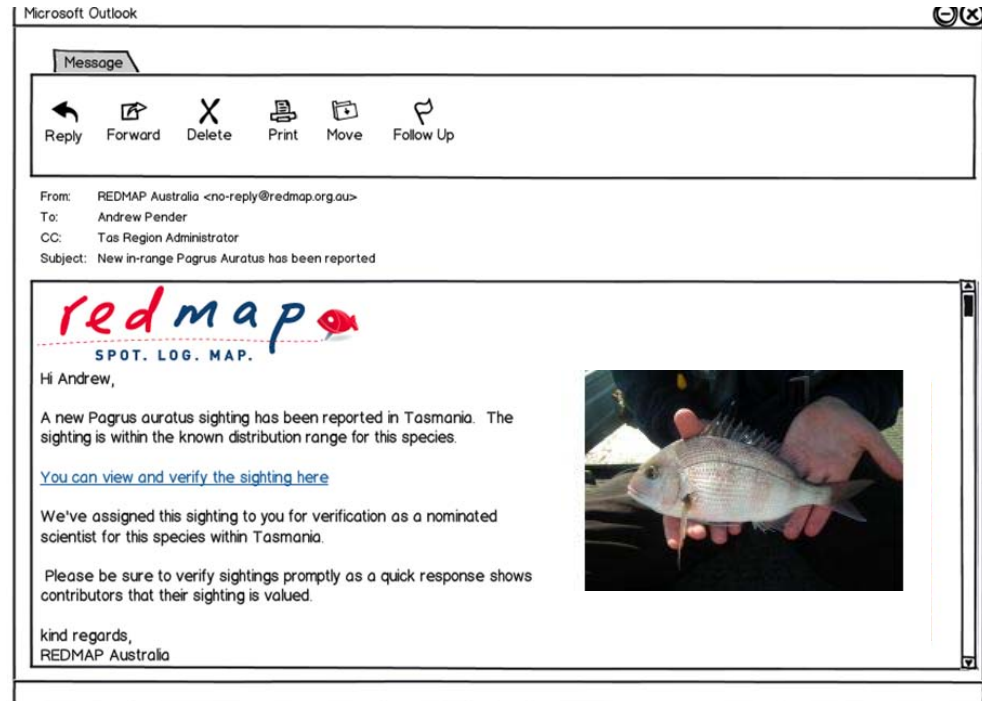 Microsoft Outlook
Message
Reply Forward Delete Print Move Follow Up
From: REDMAP Australia <no-reply@redmap.org.au>
To: Andrew Pender
CC: Tas Region Administrator
Subject: New in-range Pagrus Auratus has been reported
redmap
SPOT. LOG. MAP.
Hi Andrew,
A new Pagrus auratus sighting has been reported in Tasmania. The
sighting is within the known distribution range for this species.
You can view and verify the sighting here
We've assigned this sighting to you for verification as a nominated
scientist for this species within Tasmania.
Please be sure to verify sightings promptly as a quick response shows
contributors that their sighting is valued.
kind regards,
REDMAP Australia